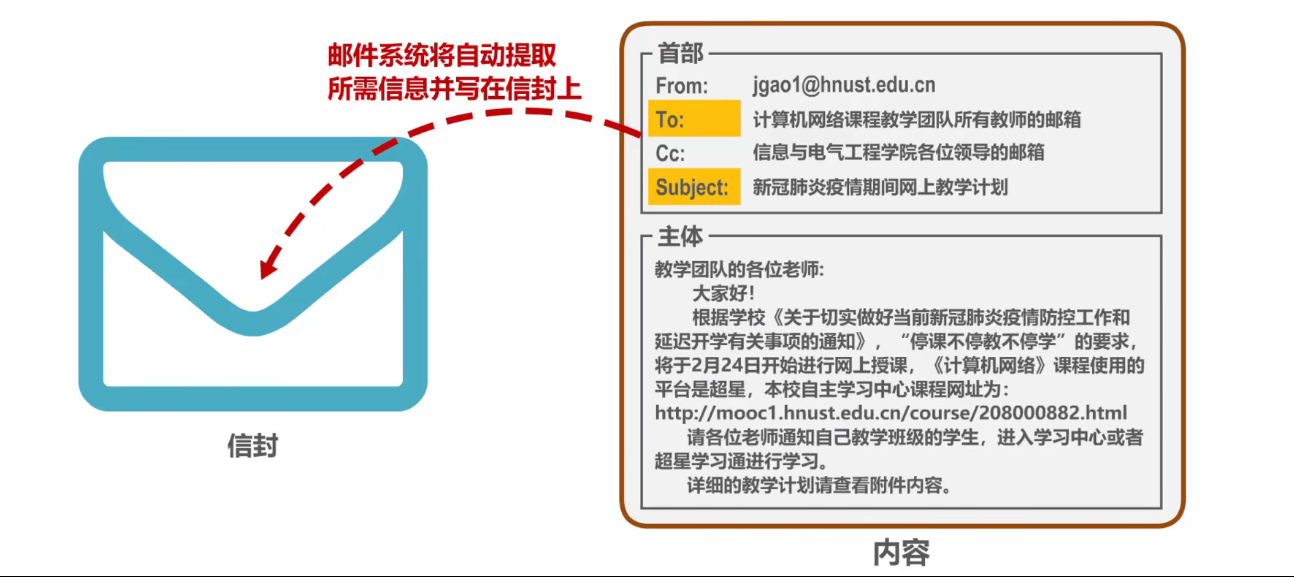 邮件系统将自动提取
所需信息并写在信封上
信封
首部
From: jgao1@hnust.edu.cn
To: 计算机网络课程教学团队所有教师的邮箱
Cc: 信息与电气工程学院各位领导的邮箱
Subject: 新冠肺炎疫情期间网上教学计划
主体
教学团队的各位老师:
大家好!
根据学校《关于切实做好当前新冠肺炎疫情防控工作和
延迟开学有关事项的通知》，“停课不停教不停学”的要求，
将于2月24日开始进行网上授课，《计算机网络》课程使用的
平台是超星，本校自主学习中心课程网址为：
http://mooc1.hnust.edu.cn/course/208000882.html
请各位老师通知自己教学班级的学生，进入学习中心或者
超星学习通进行学习。
详细的教学计划请查看附件内容。
内容